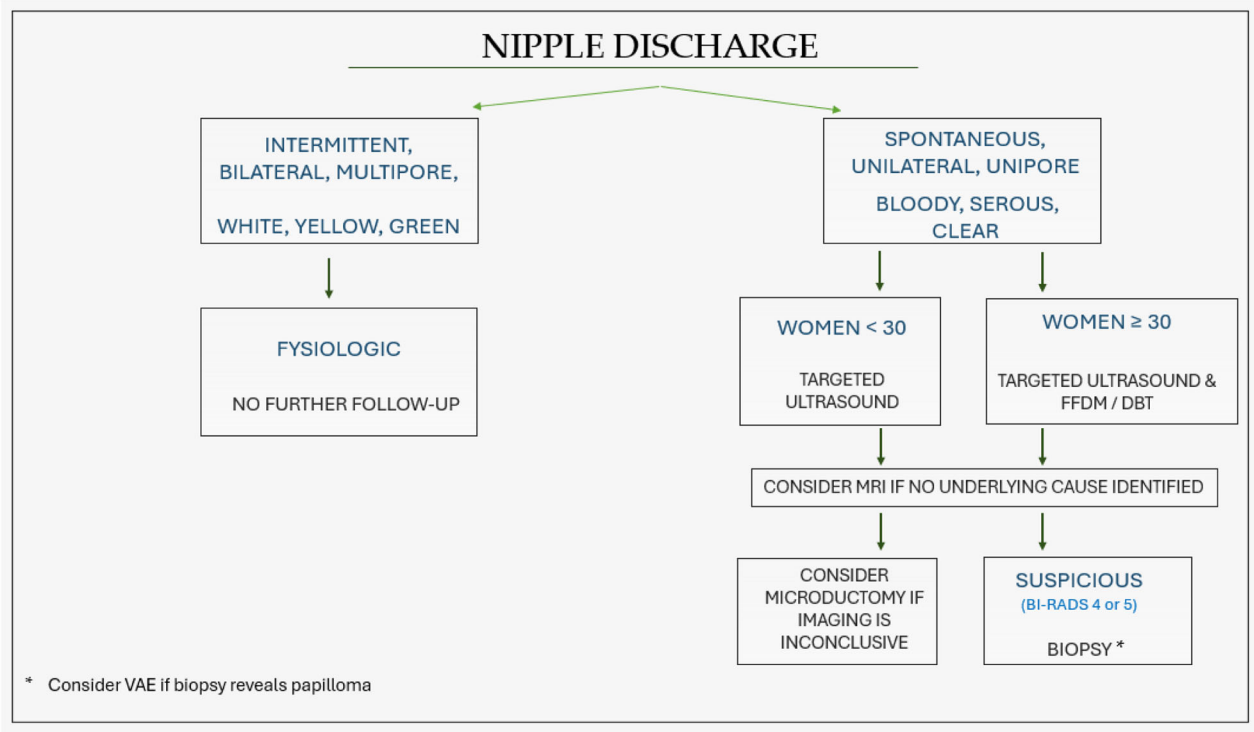 NIPPLE DISCHARGE
INTERMITTENT,
BILATERAL, MULTIPORE,
WHITE, YELLOW, GREEN
FYSIOLOGIC
NO FURTHER FOLLOW-UP
SPONTANEOUS,
UNILATERAL, UNIPORE
BLOODY, SEROUS,
CLEAR
WOMEN < 30
TARGETED
ULTRASOUND
WOMEN ≥ 30
TARGETED ULTRASOUND &
FFDM / DBT
CONSIDER MRI IF NO UNDERLYING CAUSE IDENTIFIED
CONSIDER
MICRODUCTOMY IF
IMAGING IS
INCONCLUSIVE
SUSPICIOUS
(BI-RADS 4 or 5)
BIOPSY *
* Consider VAE if biopsy reveals papilloma